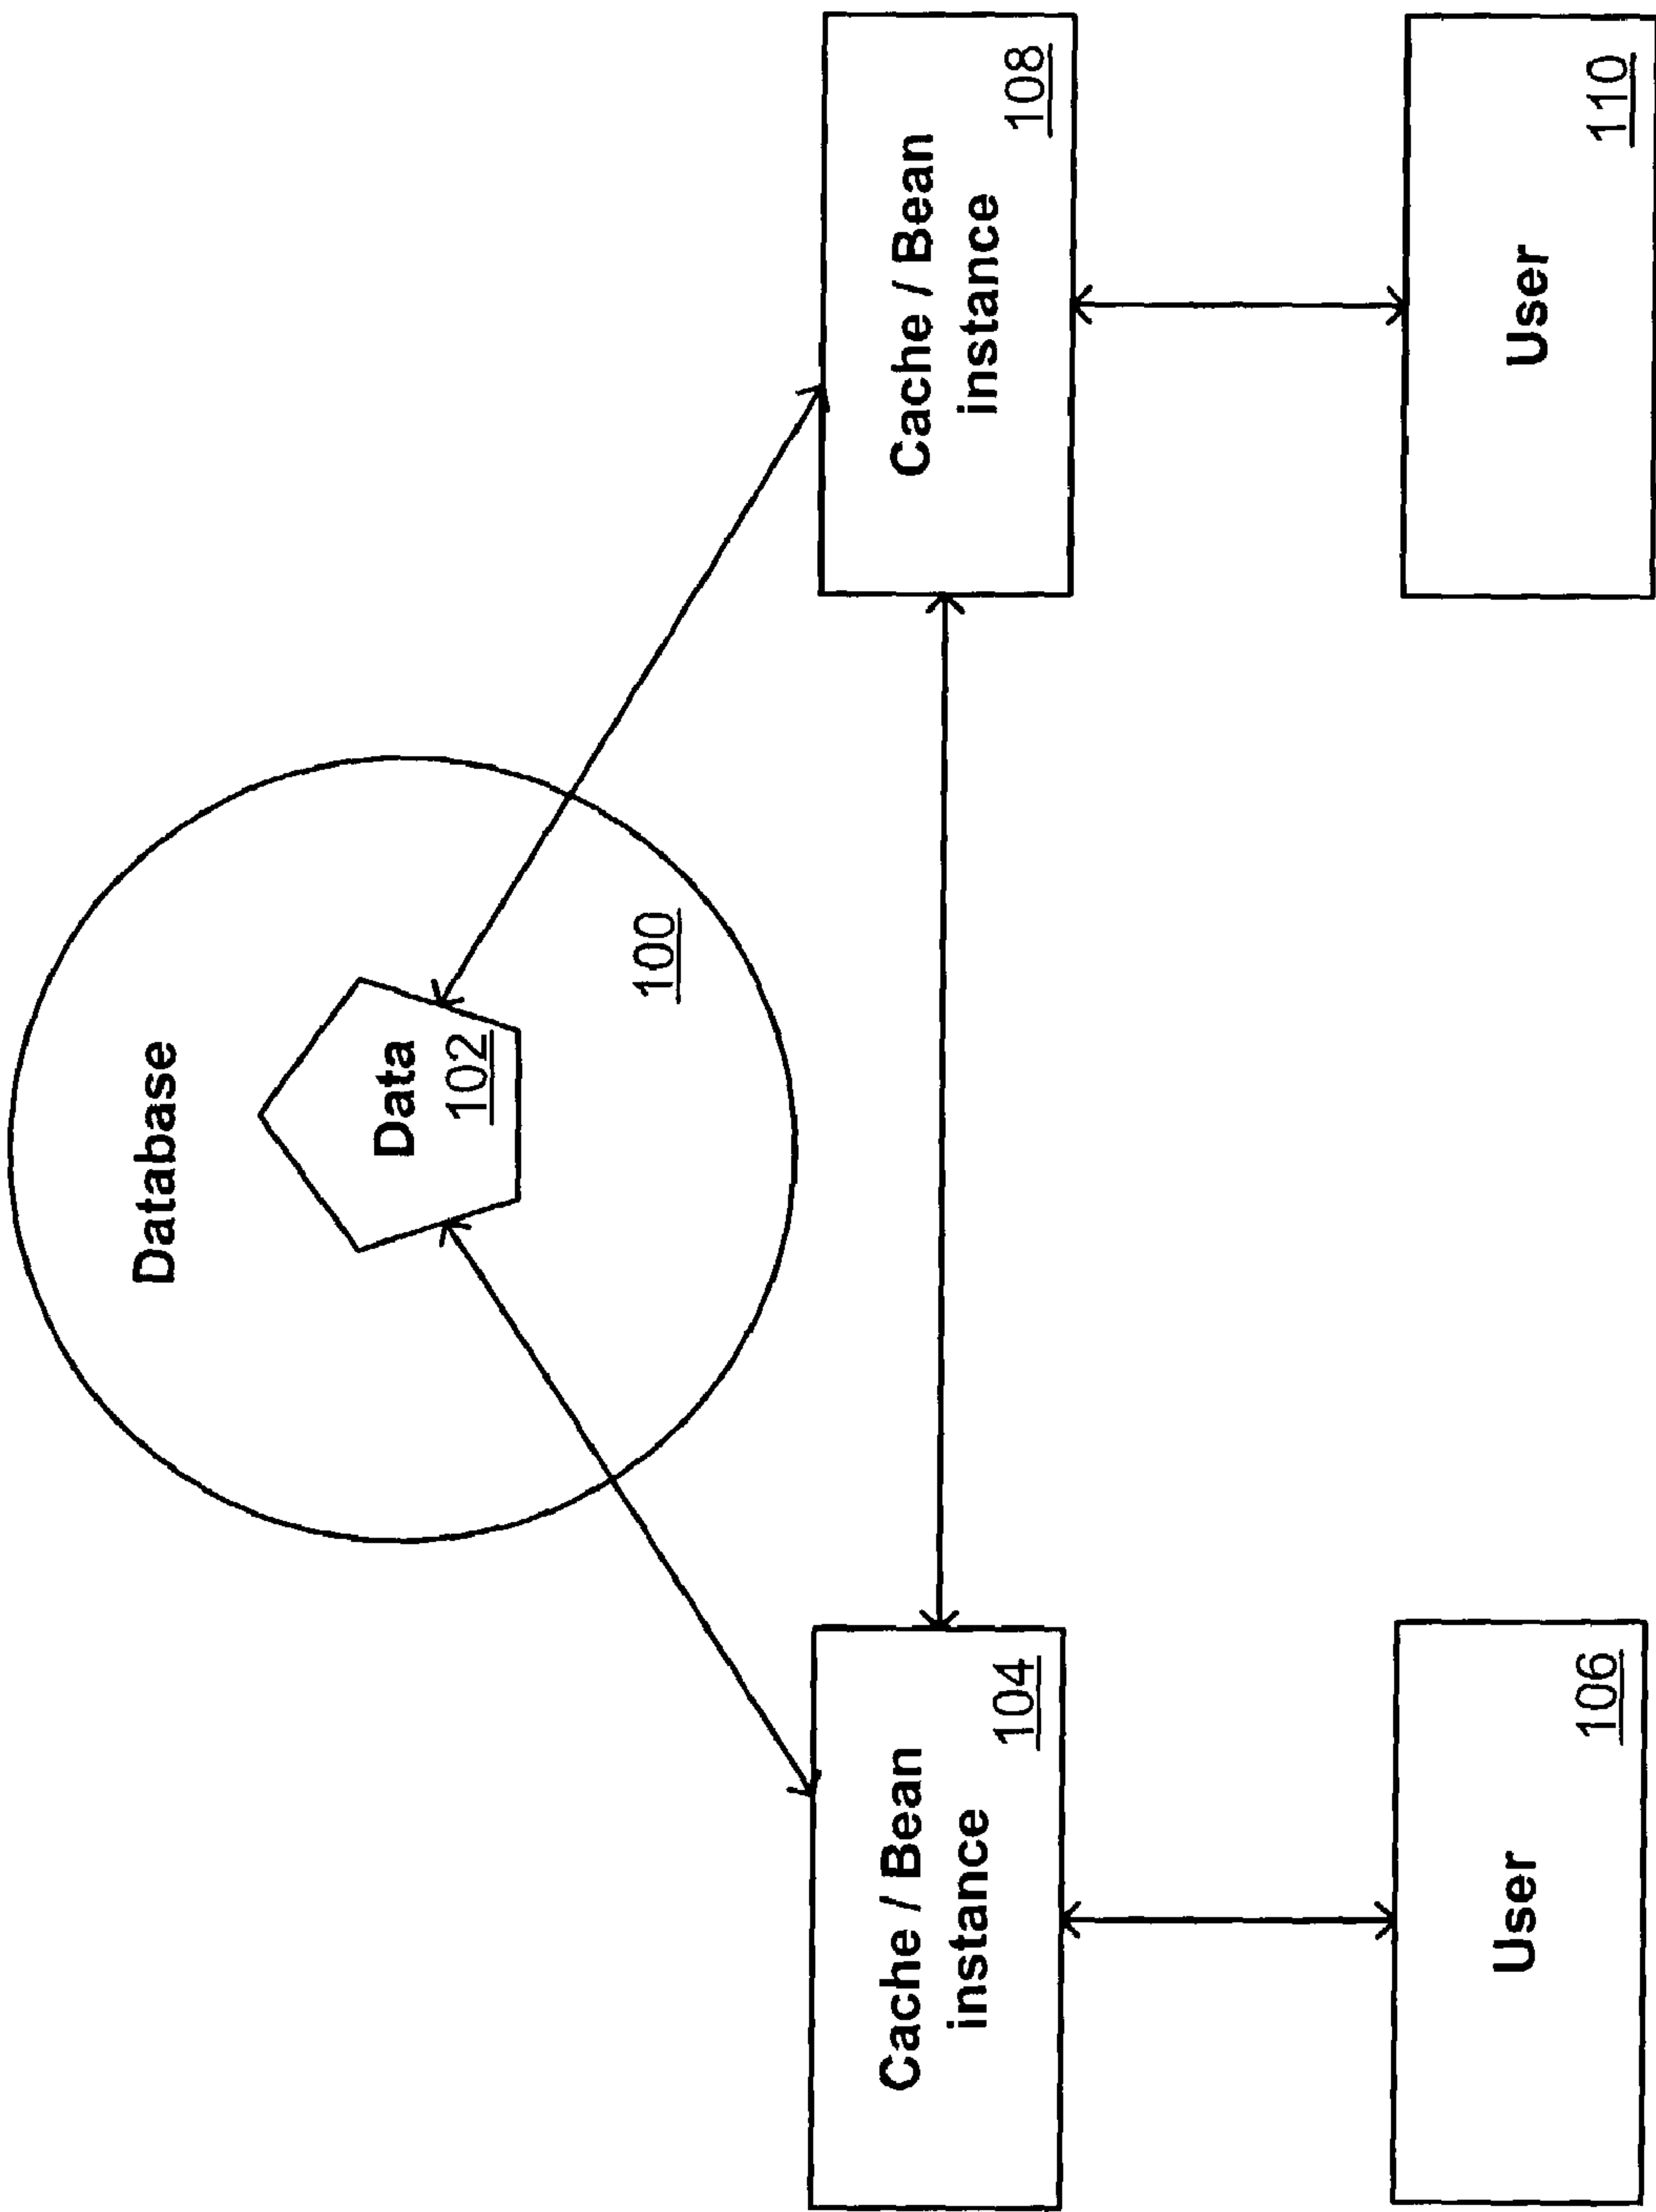 Database
Data
102
100
Cache / Bean
instance
104
Cache / Bean
instance
108
User
106
User
110